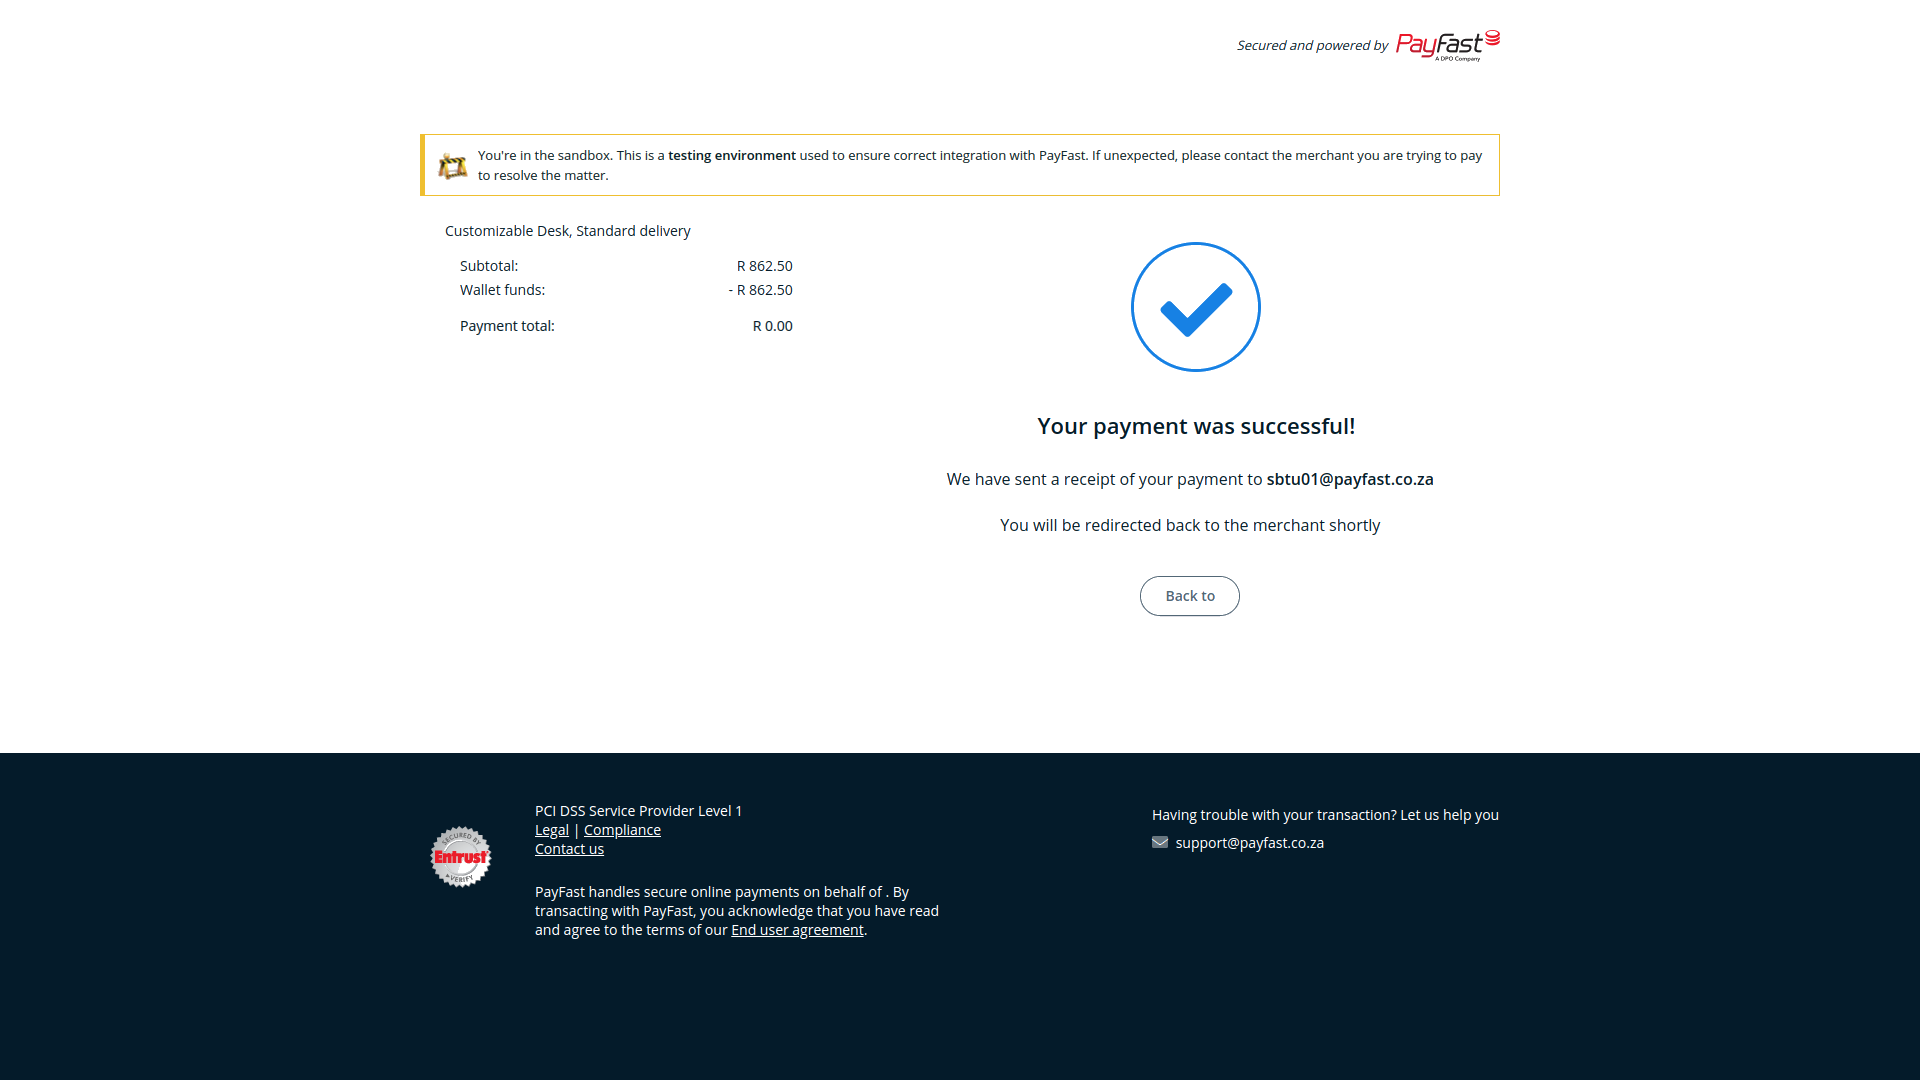 Secured and powered by PayFast
A DPO Company
You're in the sandbox. This is a testing environment used to ensure correct integration with PayFast. If unexpected, please contact the merchant you are trying to pay
to resolve the matter.
Customizable Desk, Standard delivery
Subtotal: R 862.50
Wallet funds: - R 862.50
Payment total: R 0.00
Your payment was successful!
We have sent a receipt of your payment to sbtu01@payfast.co.za
You will be redirected back to the merchant shortly
Back to
SECURED BY
Entrust
VERIFY
PCI DSS Service Provider Level 1
Legal | Compliance
Contact us
PayFast handles secure online payments on behalf of . By
transacting with PayFast, you acknowledge that you have read
and agree to the terms of our End user agreement.
Having trouble with your transaction? Let us help you
support@payfast.co.za